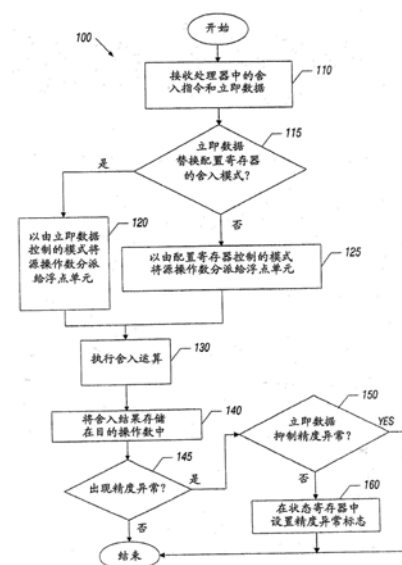 开始
100
接收处理器中的舍
入指令和立即数据
110
立即数据
替换配置寄存器
的舍入模式?
115
是
否
以由立即数据
控制的模式将
源操作数分派
给浮点单元
120
以由配置寄存器控制的模式
将源操作数分派给浮点单元
125
执行舍入运算
130
将舍入结果存储
在目的操作数中
140
出现精度异常?
145
是
否
立即数据
抑制精度异常?
150
YES
否
在状态寄存器中
设置精度异常标志
160
结束